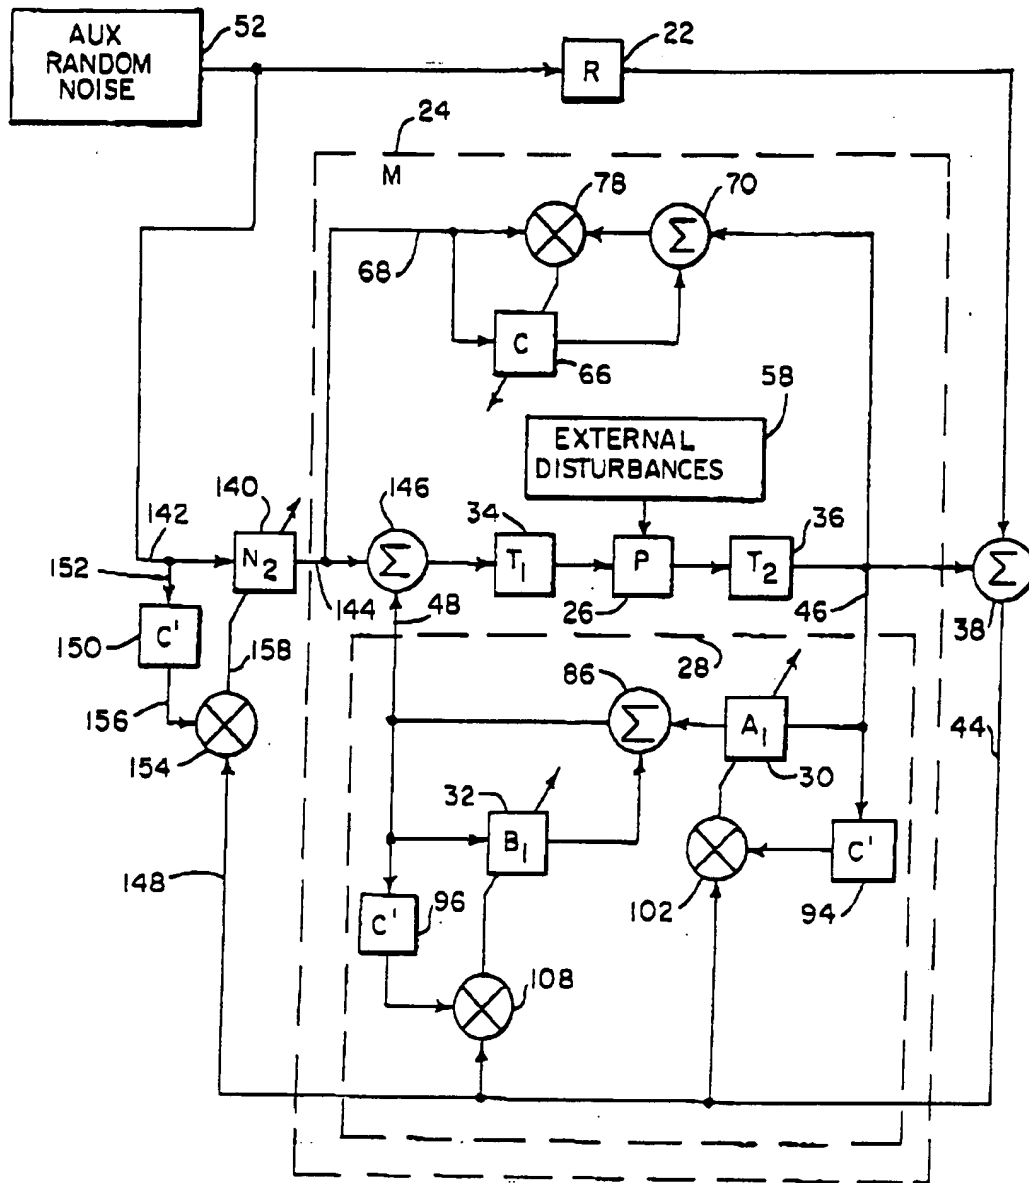 AUX
RANDOM
NOISE
52
R
22
24
M
78
Σ
70
68
C
66
58
EXTERNAL
DISTURBANCES
142
140
N2
146
Σ
34
T1
P
26
36
T2
Σ
38
152
144
48
46
150
C'
158
28
156
154
86
Σ
A1
30
44
32
B1
148
C'
96
102
C'
94
108